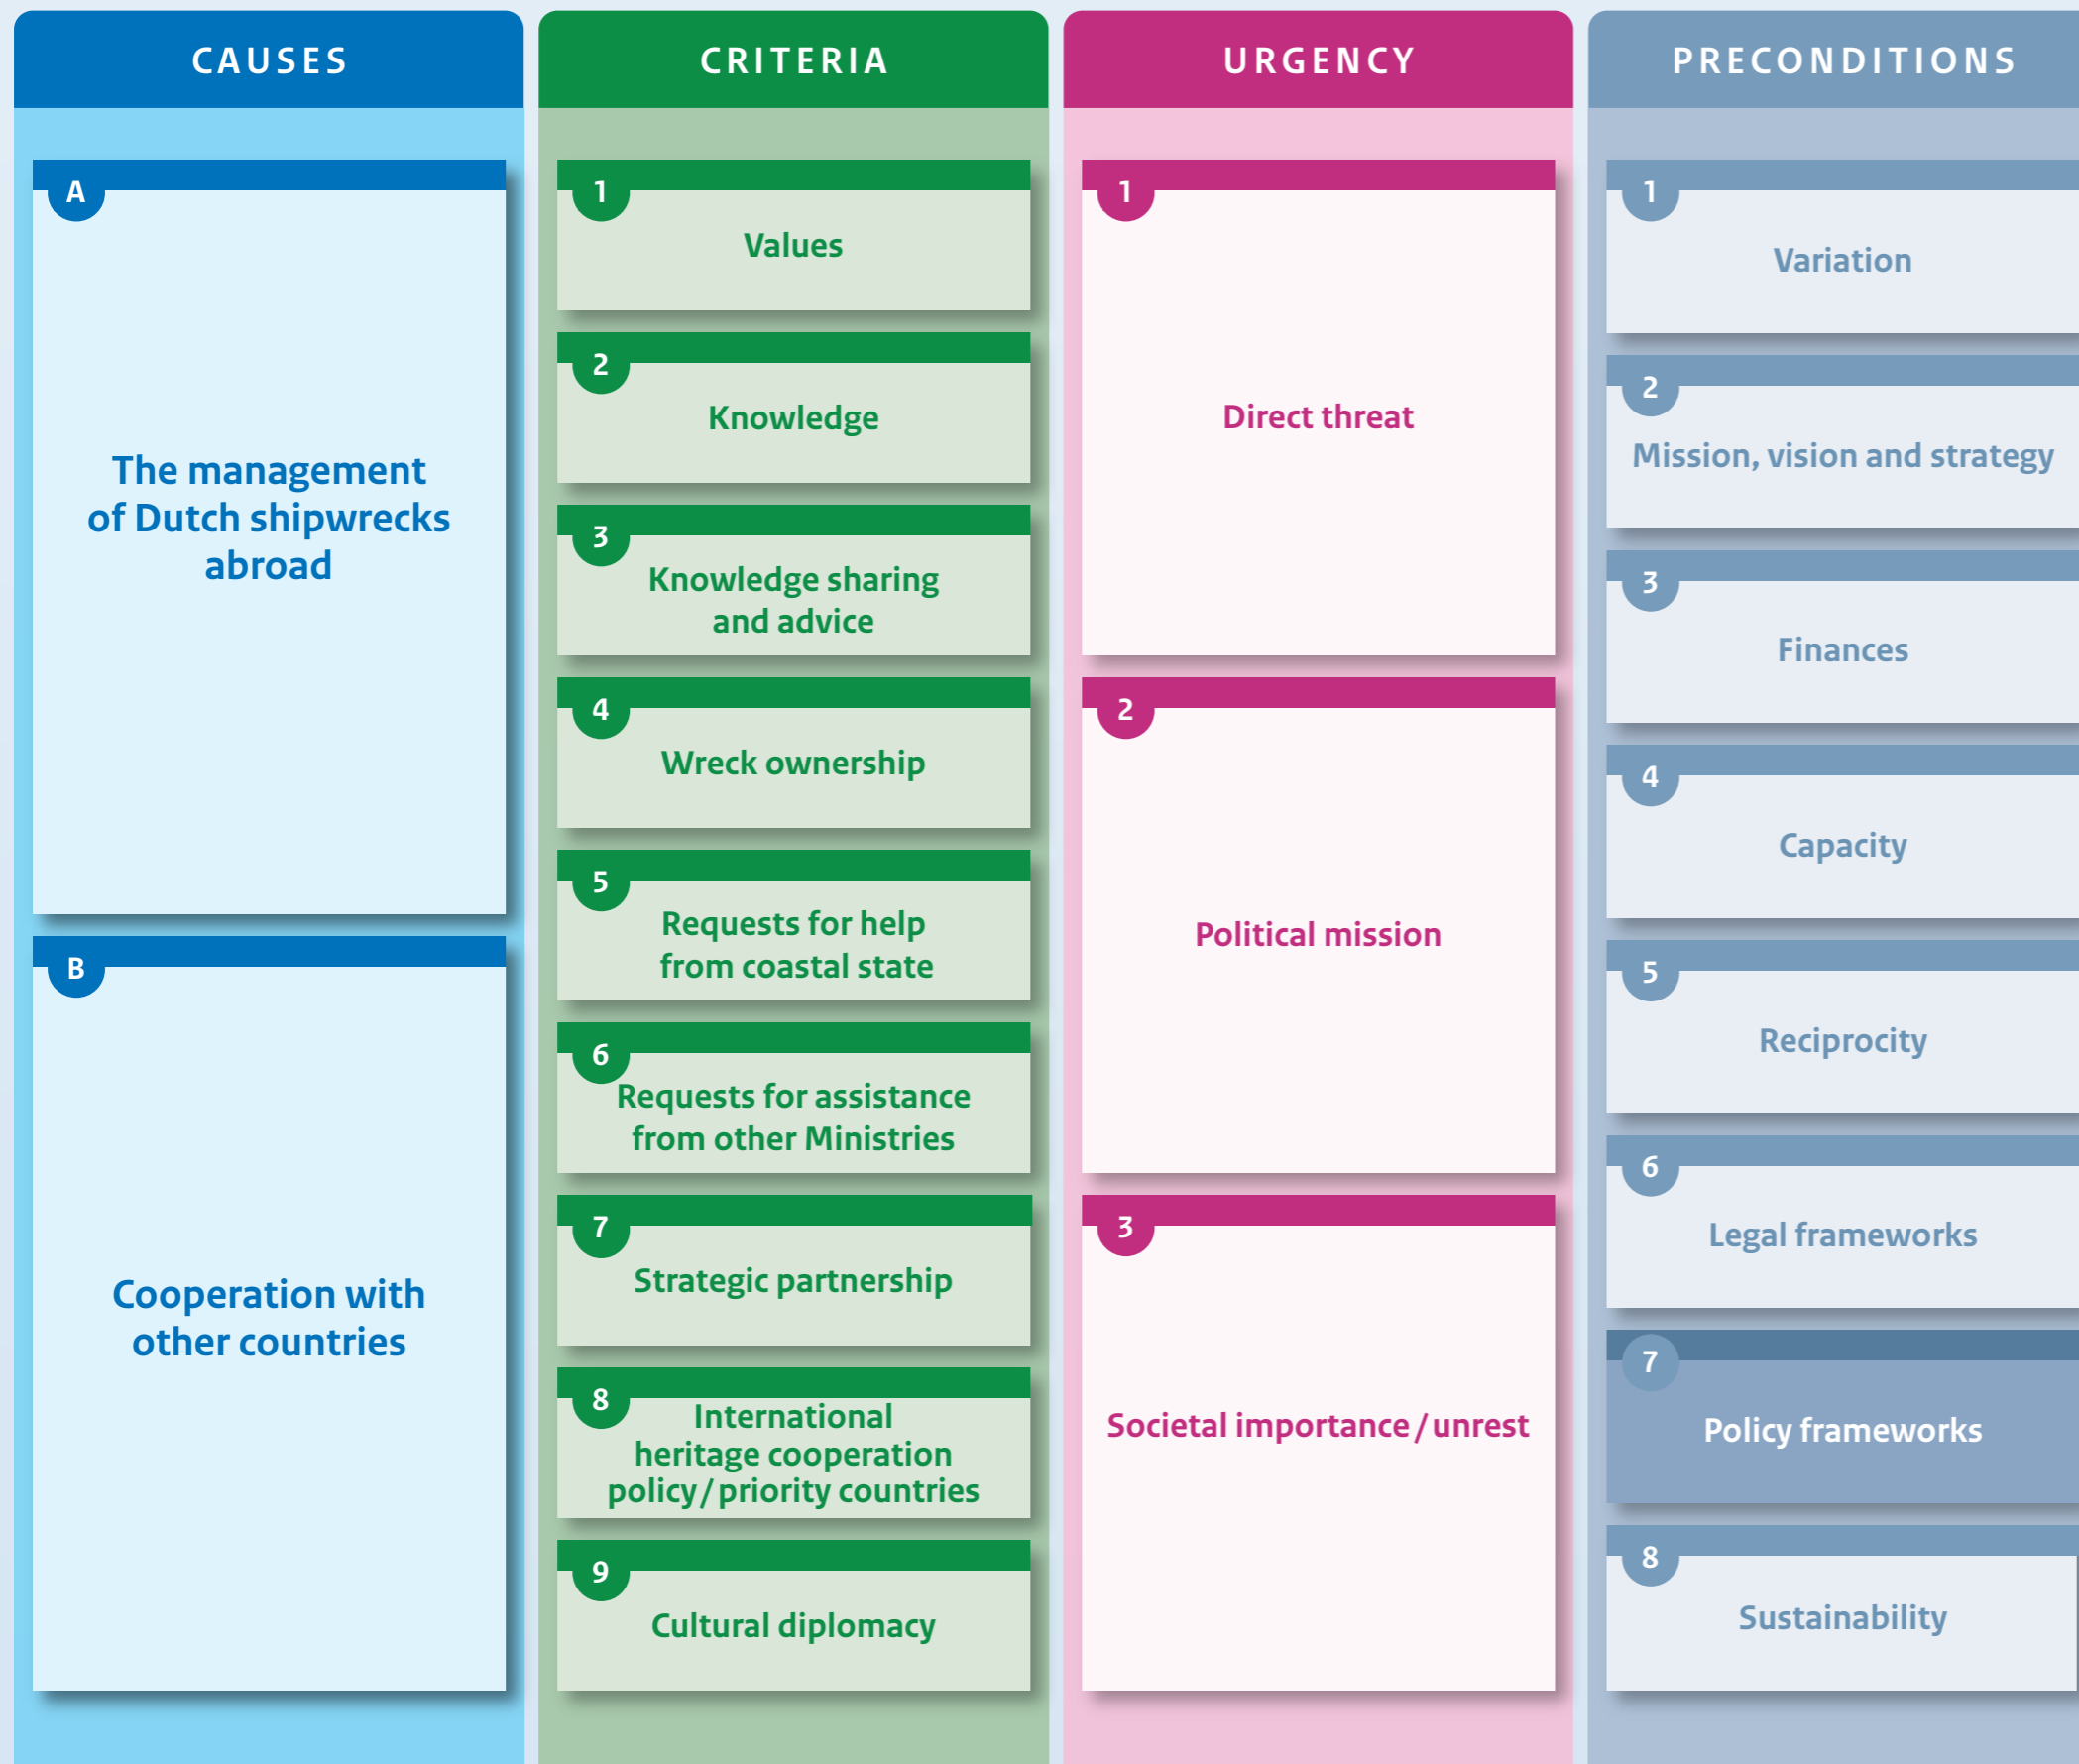 CAUSES
A
The management
of Dutch shipwrecks
abroad
B
Cooperation with
other countries
CRITERIA
1
Values
2
Knowledge
3
Knowledge sharing
and advice
4
Wreck ownership
5
Requests for help
from coastal state
6
Requests for assistance
from other Ministries
7
Strategic partnership
8
International
heritage cooperation
policy/priority countries
9
Cultural diplomacy
URGENCY
1
Direct threat
2
Political mission
3
Societal importance/unrest
PRECONDITIONS
1
Variation
2
Mission, vision and strategy
3
Finances
4
Capacity
5
Reciprocity
6
Legal frameworks
7
Policy frameworks
8
Sustainability